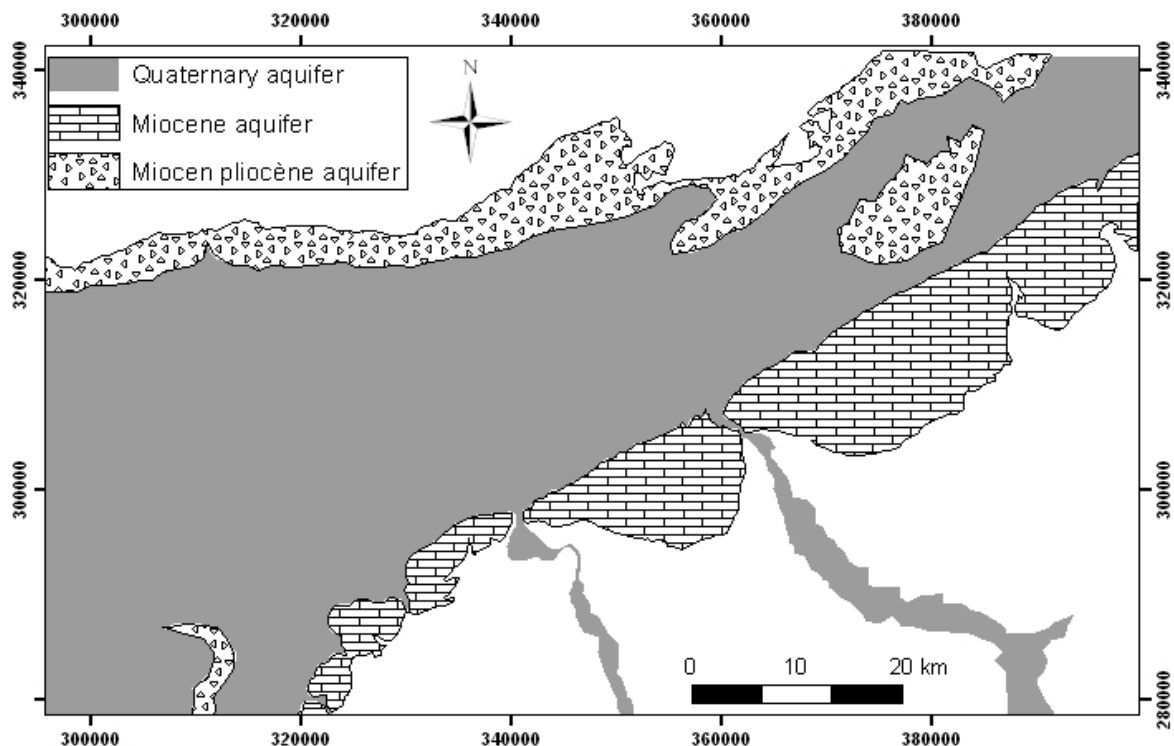 300000 320000 340000 360000 380000
340000 340000
Quaternary aquifer
N
Miocene aquifer
Miocen pliocène aquifer
320000 320000
300000 300000
0 10 20 km
280000 280000
300000 320000 340000 360000 380000